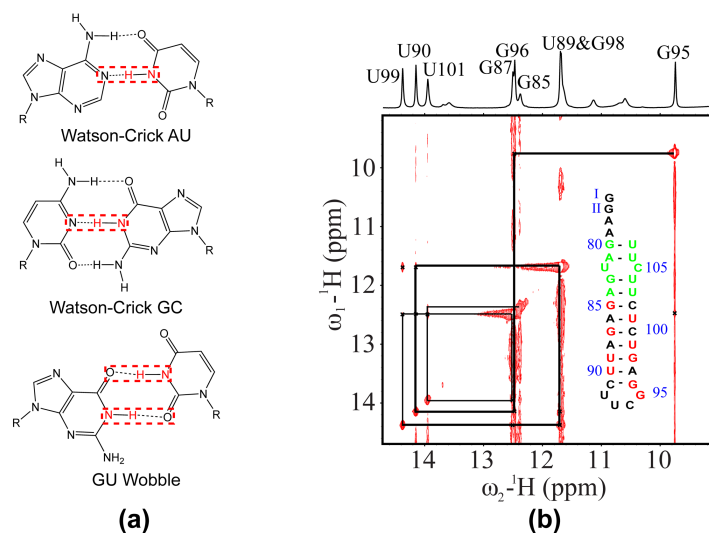 Watson-Crick AU
N
H
O
N
N
H
N
N
N
O
R
R
Watson-Crick GC
N
H
O
H
N
N
H
N
N
N
N
O
H
N
R
R
H
GU Wobble
O
O
H
N
N
N
N
N
H
O
N
R
R
NH2
(a)
U99
U90
U101
G96
G87
G85
U89&G98
G95
10
11
12
13
14
ω1-1H (ppm)
I G
II G
A
A
80 G - U
A - U
U C 105
G - U
A - U
85 G - C
A - U
G - C 100
A - U
U - G
90 U - A
C - G
U G 95
U C
U
14
13
12
11
10
ω2-1H (ppm)
(b)